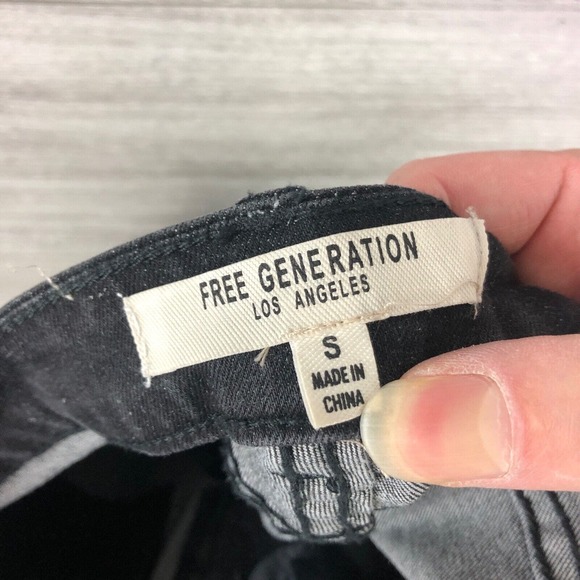 FREE GENERATION
LOS ANGELES
S
MADE IN
CHINA